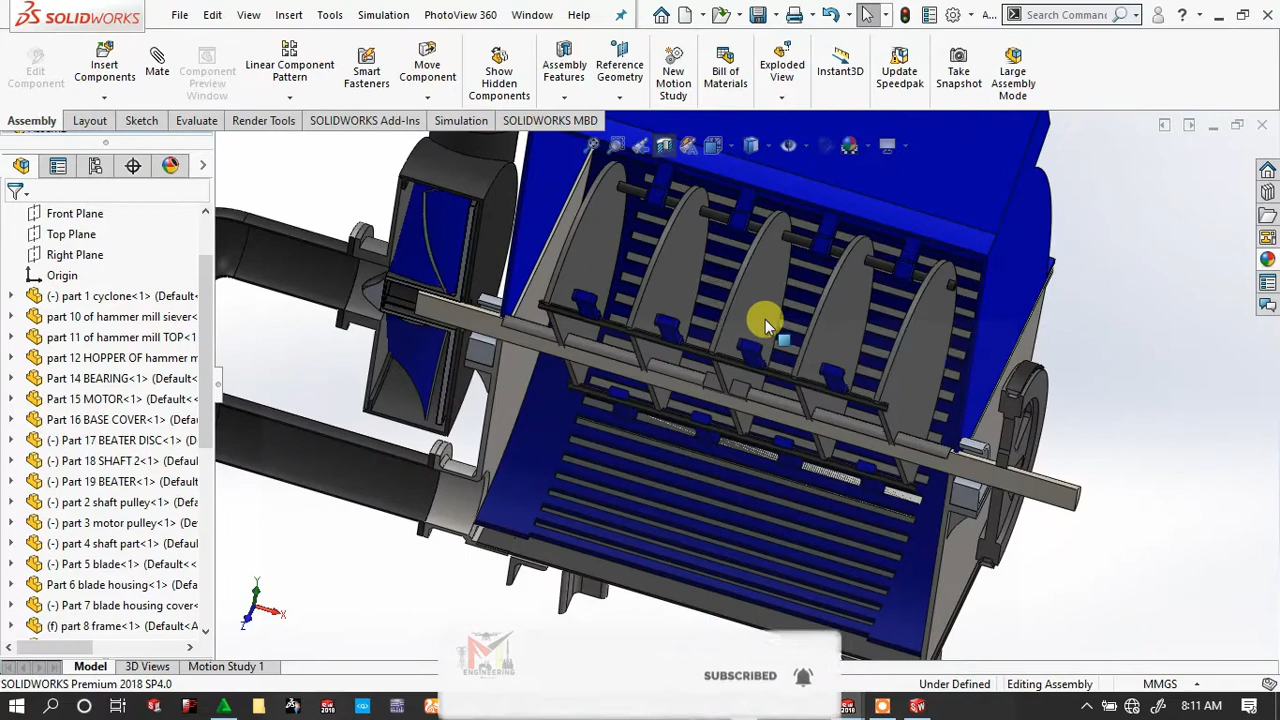 SOLIDWORKS
File Edit View Insert Tools Simulation PhotoView 360 Window Help
A...
Search Comman
Edit Component
Insert Components
Mate
Component Preview Window
Linear Component Pattern
Smart Fasteners
Move Component
Show Hidden Components
Assembly Features
Reference Geometry
New Motion Study
Bill of Materials
Exploded View
Instant3D
Update Speedpak
Take Snapshot
Large Assembly Mode
Assembly Layout Sketch Evaluate Render Tools SOLIDWORKS Add-Ins Simulation SOLIDWORKS MBD
Front Plane
Top Plane
Right Plane
Origin
(-) part 1 cyclone<1> (Default<
part 10 of hammer mill siever<
part 11 of hammer mill TOP<1
part 12 HOPPER OF hammer m
Part 14 BEARING<1> (Default<
Part 15 MOTOR<1> (Default<
Part 16 BASE COVER<1> (Defa
(-) Part 17 BEATER DISC<1> (D
(-) Part 18 SHAFT 2<1> (Defau
(-) Part 19 BEATER<1> (Defaul
(-) part 2 shaft pulley<1> (Def
(-) part 3 motor pulley<1> (De
(-) part 4 shaft part<1> (Defau
(-) Part 5 blade<1> (Default<
Part 6 blade housing<1> (Defa
(-) Part 7 blade housing cover<
(f) part 8 frame<1> (Default<A
Y
X
Z
ENGINEERING
SUBSCRIBED
Model 3D Views Motion Study 1
SOLIDWORKS Premium 2018 SP4.0
Under Defined Editing Assembly MMGS
8:11 AM